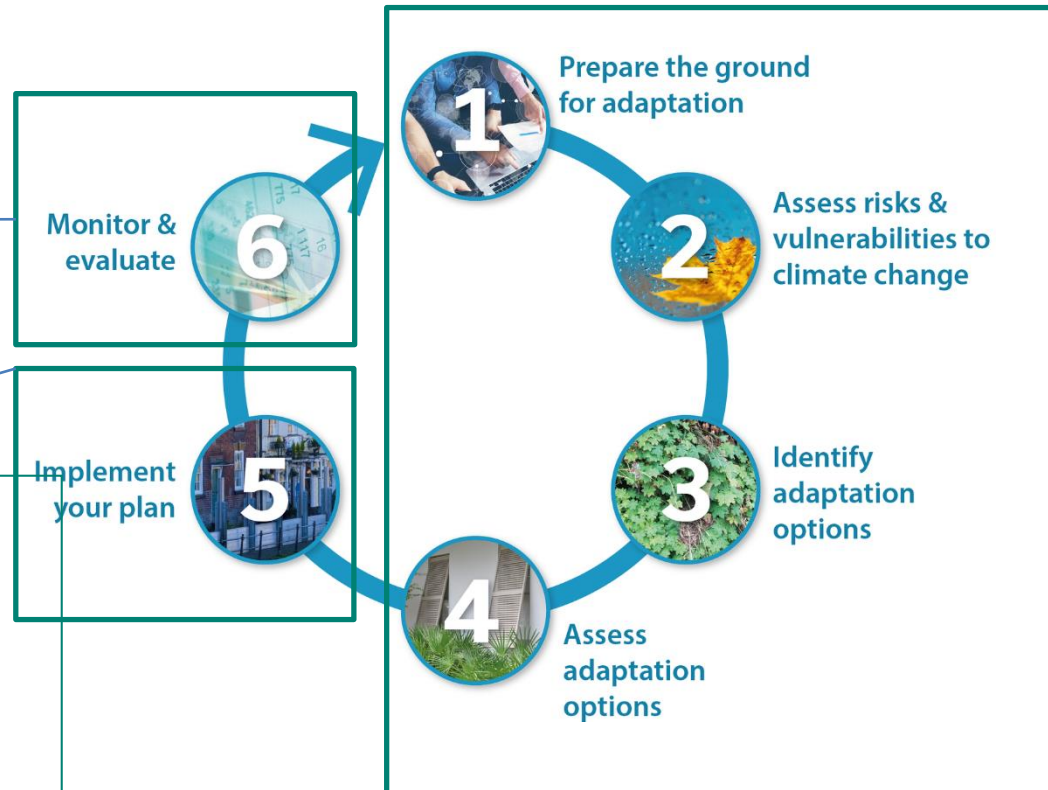 1
Prepare the ground
for adaptation
2
Assess risks &
vulnerabilities to
climate change
3
Identify
adaptation
options
4
Assess
adaptation
options
5
Implement
your plan
6
Monitor &
evaluate